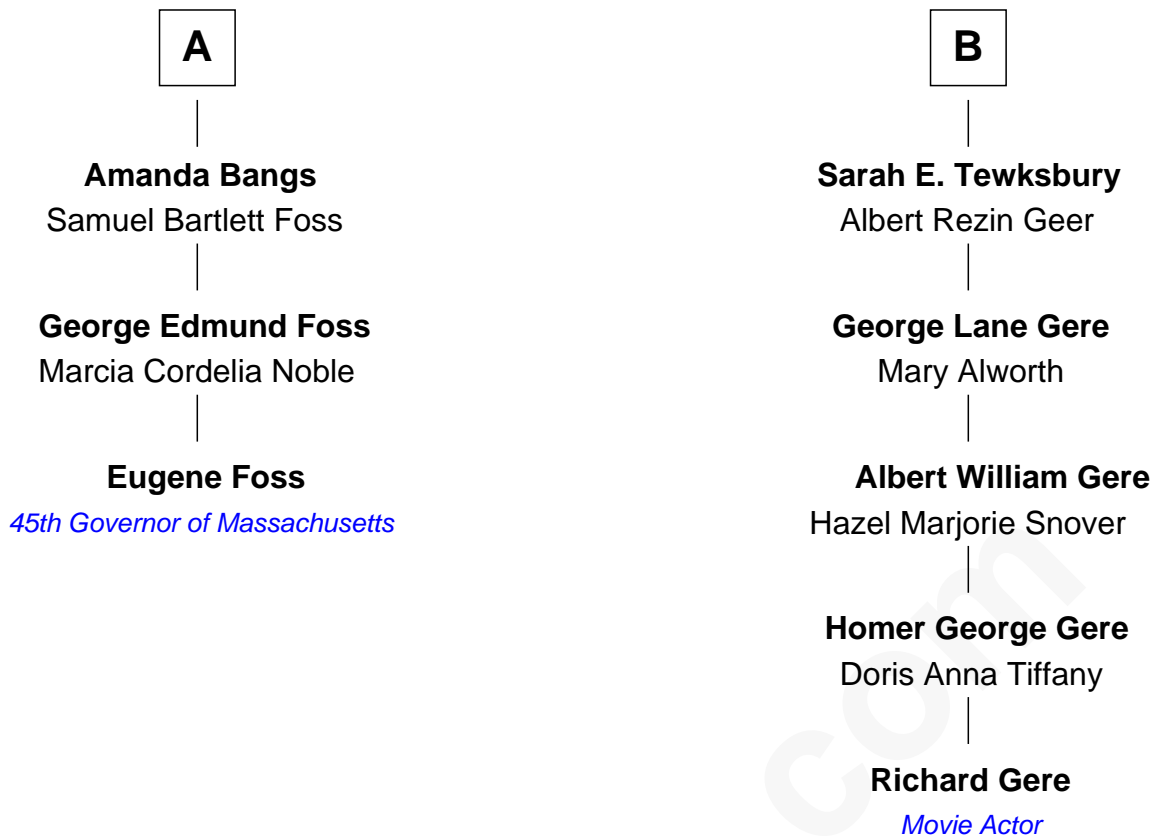 A
Amanda Bangs
Samuel Bartlett Foss
George Edmund Foss
Marcia Cordelia Noble
Eugene Foss
45th Governor of Massachusetts
B
Sarah E. Tewksbury
Albert Rezin Geer
George Lane Gere
Mary Alworth
Albert William Gere
Hazel Marjorie Snover
Homer George Gere
Doris Anna Tiffany
Richard Gere
Movie Actor
com